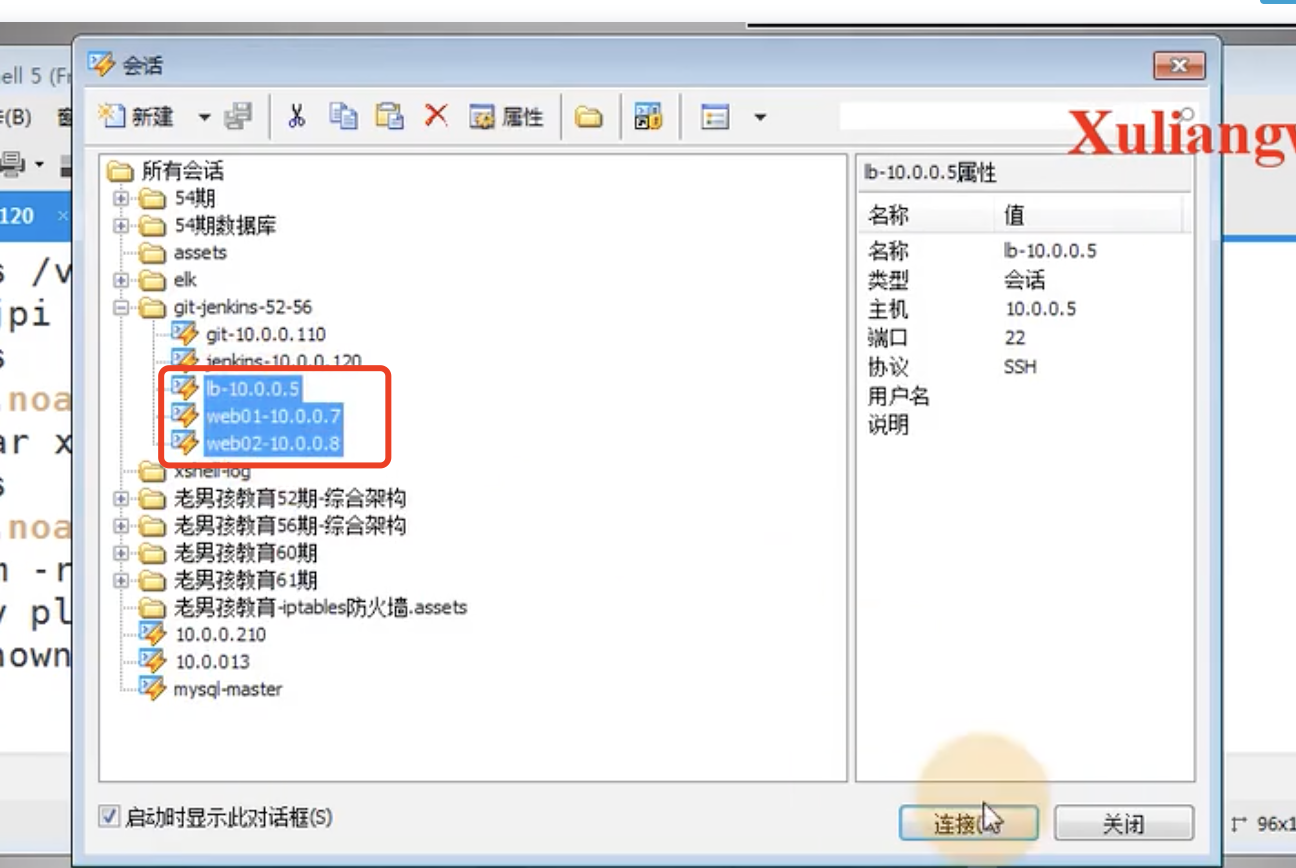 ell 5 (Fr
会话
(B)
新建
属性
Xuliangw
所有会话
54期
54期数据库
assets
elk
git-jenkins-52-56
git-10.0.0.110
jenkins-10.0.0.120
lb-10.0.0.5
web01-10.0.0.7
web02-10.0.0.8
xshell-log
老男孩教育52期-综合架构
老男孩教育56期-综合架构
老男孩教育60期
老男孩教育61期
老男孩教育-iptables防火墙.assets
10.0.0.210
10.0.013
mysql-master
lb-10.0.0.5属性
名称 值
名称 lb-10.0.0.5
类型 会话
主机 10.0.0.5
端口 22
协议 SSH
用户名
说明
120 ×
s /v
ipi
s
.noa
ar x
s
.noa
m -r
y pl
nown
启动时显示此对话框(S)
连接
关闭
96x1